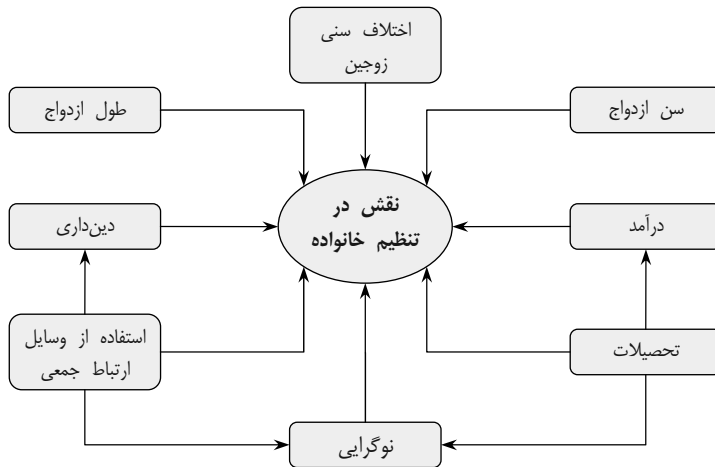 اختلاف سنی
زوجین
سن ازدواج
طول ازدواج
نقش در
تنظیم خانواده
درآمد
دین‌داری
تحصیلات
استفاده از وسایل
ارتباط جمعی
نوگرایی